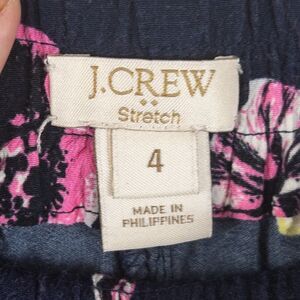 J.CREW
Stretch
4
MADE IN
PHILIPPINES